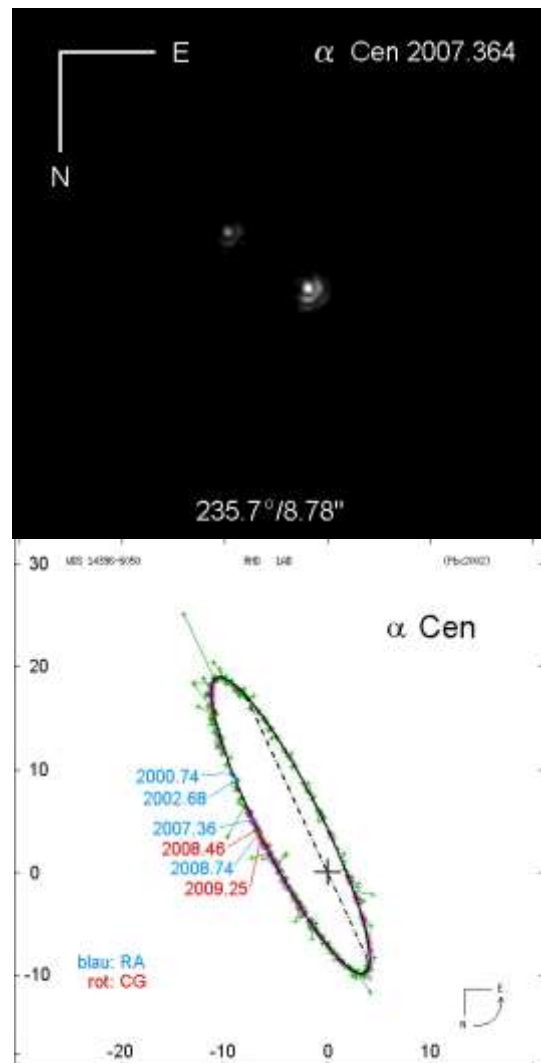 E
α Cen 2007.364
N
235.7°/8.78"
30
α Cen
20
2000.74
10
2002.68
2007.36
2008.46
0
2008.74
2009.25
blau: RA
rot: CG
-10
E
N
-20 -10 0 10